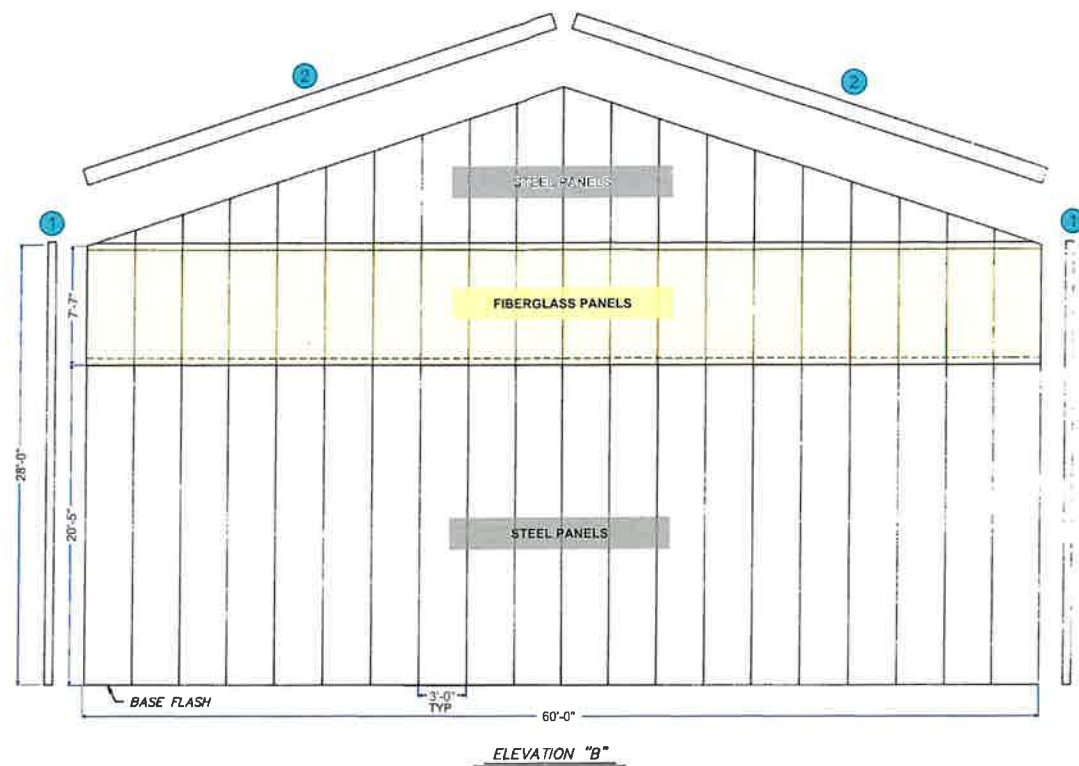 2
2
STEEL PANELS
1
1
FIBERGLASS PANELS
7'-7"
28'-0"
20'-5"
STEEL PANELS
BASE FLASH
3'-0"
TYP
60'-0"
ELEVATION "B"